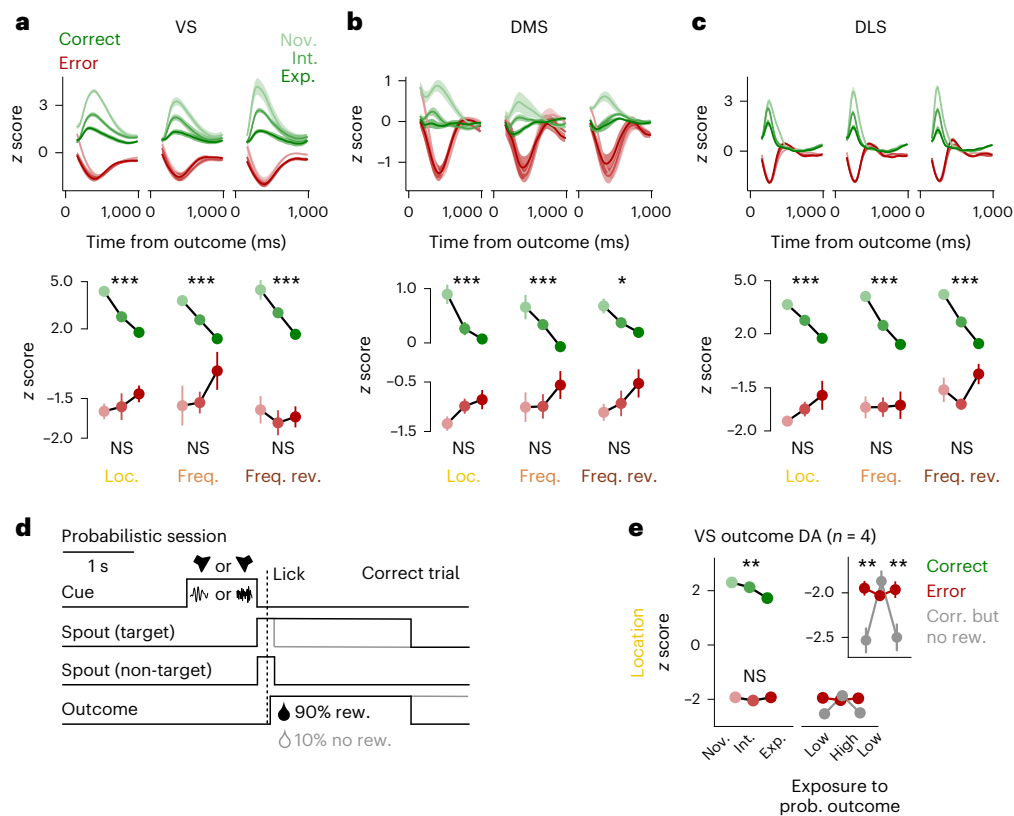 a
VS
Correct
Error
Nov.
Int.
Exp.
z score
3
0
0 1,000 0 1,000 0 1,000
Time from outcome (ms)
z score
5.0
2.0
–1.5
–2.0
*** *** ***
NS NS NS
Loc. Freq. Freq. rev.
b
DMS
z score
1
0
–1
0 1,000 0 1,000 0 1,000
Time from outcome (ms)
z score
1.0
0
–0.5
–1.5
*** *** *
NS NS NS
Loc. Freq. Freq. rev.
c
DLS
z score
3
0
0 1,000 0 1,000 0 1,000
Time from outcome (ms)
z score
5.0
2.0
–1.5
–2.0
*** *** ***
NS NS NS
Loc. Freq. Freq. rev.
d
Probabilistic session
1 s
or
Lick
Correct trial
Cue
or
Spout (target)
Spout (non-target)
Outcome
90% rew.
10% no rew.
e
VS outcome DA (n = 4)
Location
z score
2
0
–2
**
NS
Nov.
Int.
Exp.
** **
–2.0
–2.5
Correct
Error
Corr. but
no rew.
Low
High
Low
Exposure to
prob. outcome